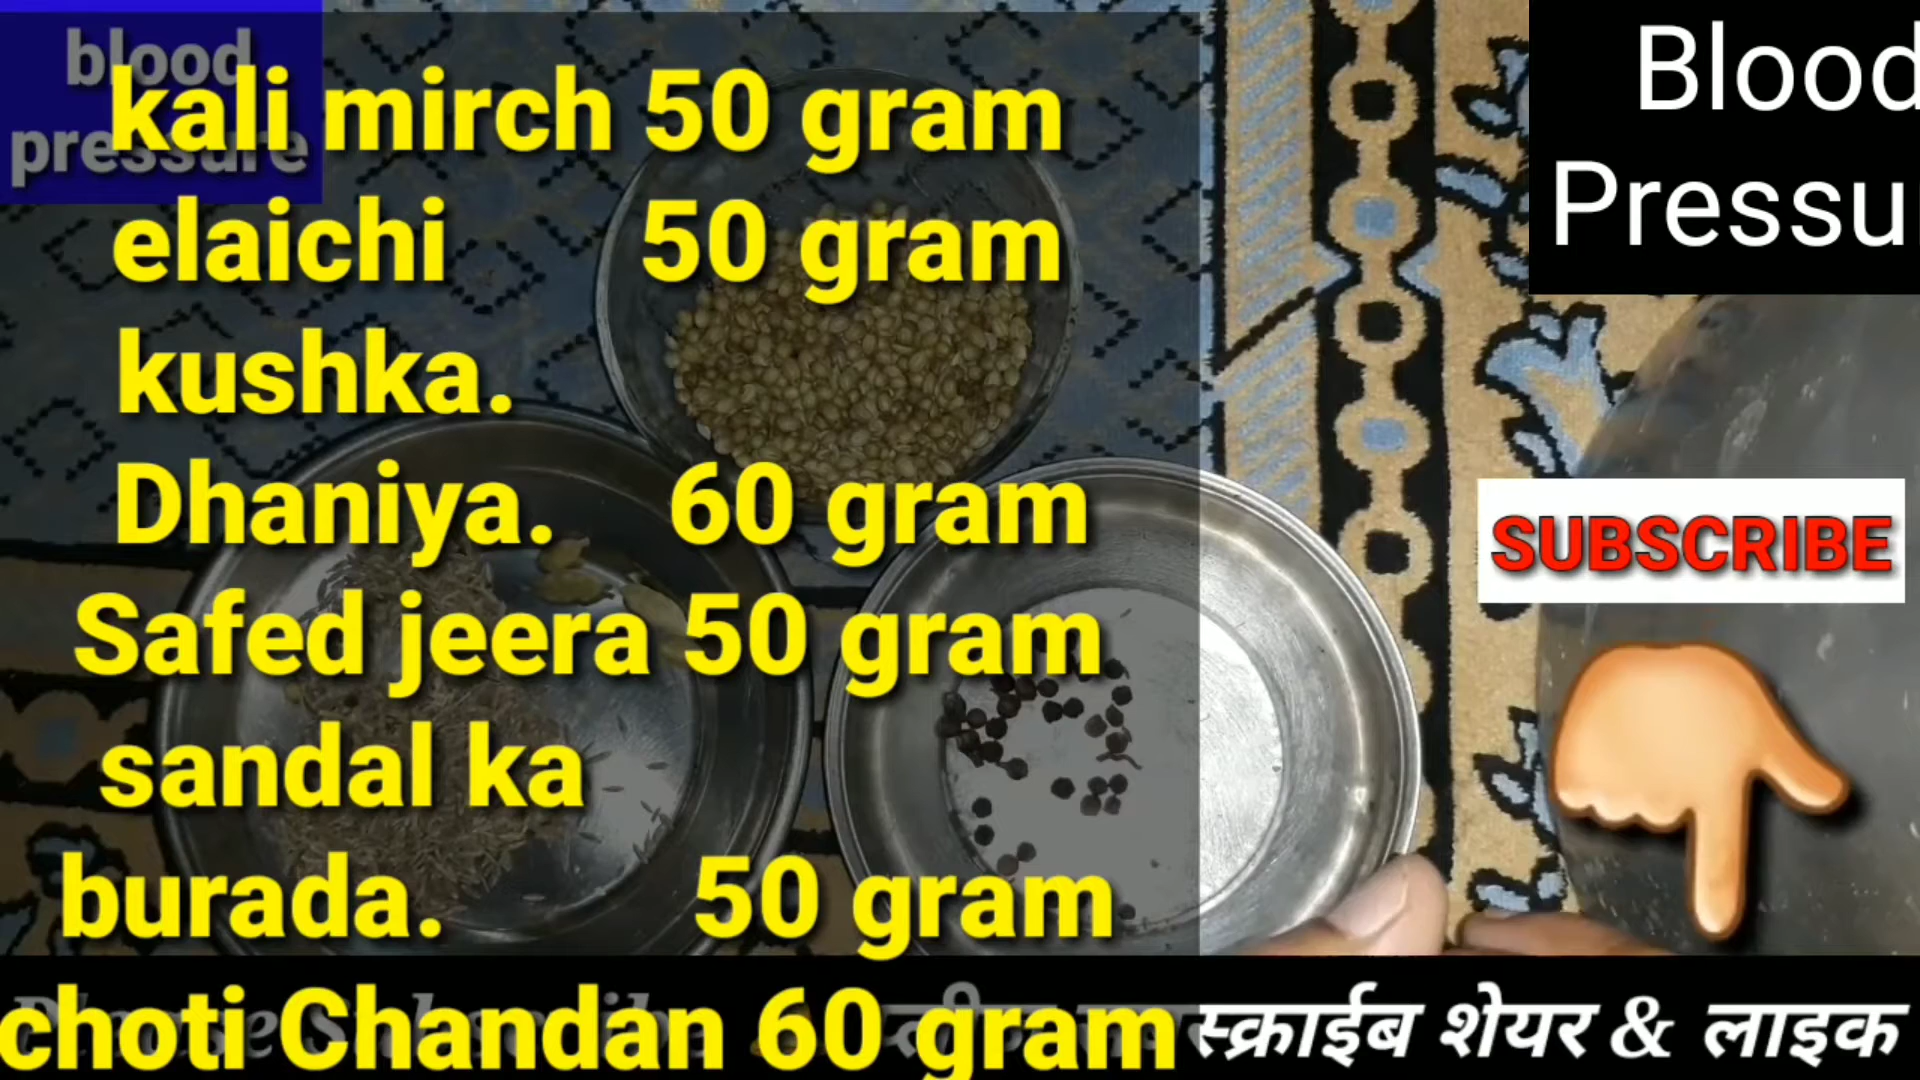 blood
pressure
kali mirch 50 gram
elaichi 50 gram
kushka.
Dhaniya. 60 gram
Safed jeera 50 gram
sandal ka
burada. 50 gram
choti Chandan 60 gram
Blood
Pressu
SUBSCRIBE
स्क्राईब शेयर & लाइक